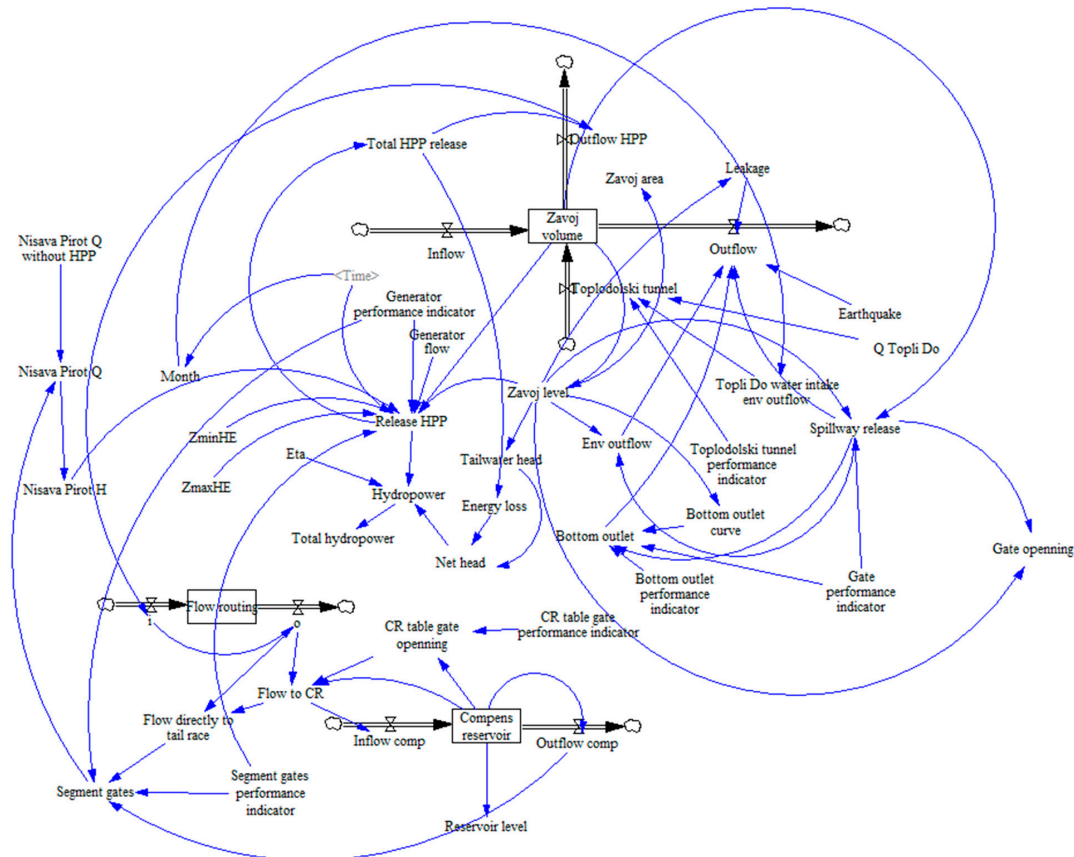 Total HPP release
Outflow HPP
Zavoj area
Leakage
Nisava Pirot Q
without HPP
Zavoj
volume
Inflow
Outflow
<Time>
Generator
performance indicator
Toplodolski tunnel
Earthquake
Generator
flow
Q Topli Do
Nisava Pirot Q
Month
Zavoj level
Topli Do water intake
env outflow
Release HPP
Spillway release
ZminHE
Env outflow
Eta
Tailwater head
Toplodolski tunnel
performance
indicator
ZmaxHE
Nisava Pirot H
Hydropower
Energy loss
Bottom outlet
curve
Total hydropower
Bottom outlet
Net head
Gate openning
Bottom outlet
performance
indicator
Gate
performance
indicator
Flow routing
i
o
CR table gate
openning
CR table gate
performance indicator
Flow to CR
Flow directly to
tail race
Inflow comp
Compens
reservoir
Outflow comp
Segment gates
performance
indicator
Segment gates
Reservoir level